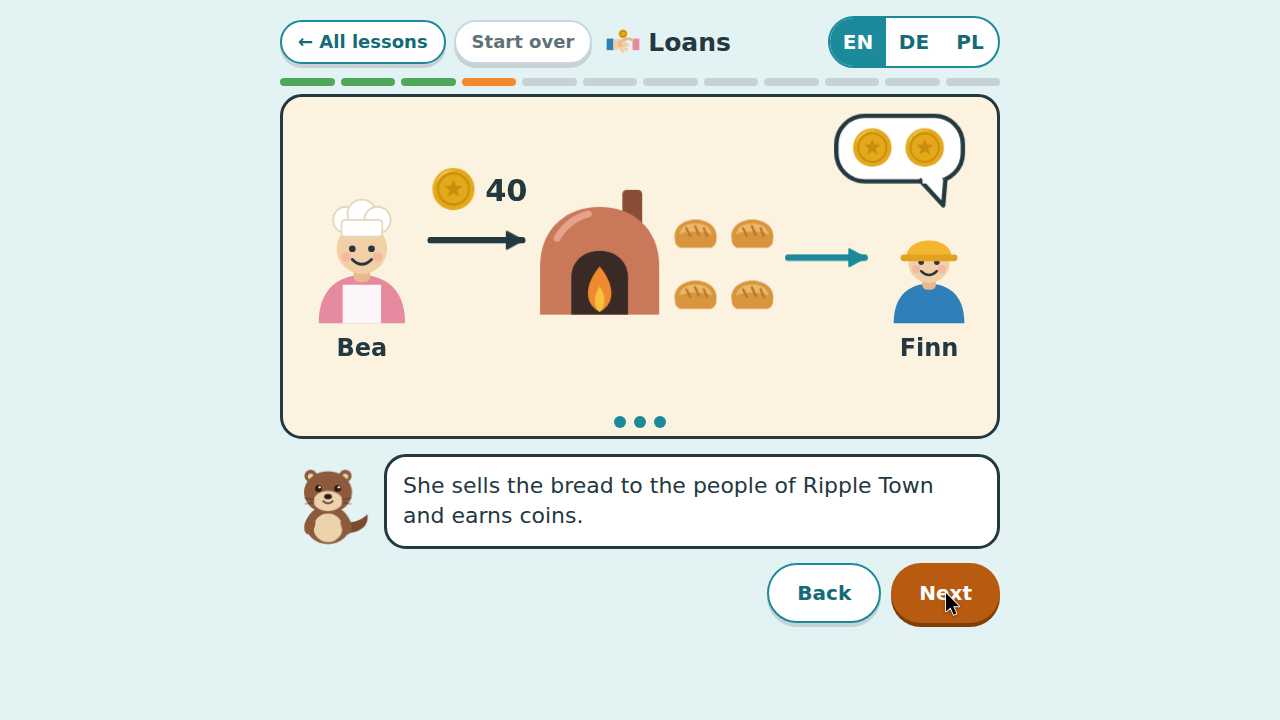 ← All lessons
Start over
Loans
EN
DE
PL
40
Bea
Finn
She sells the bread to the people of Ripple Town
and earns coins.
Back
Next